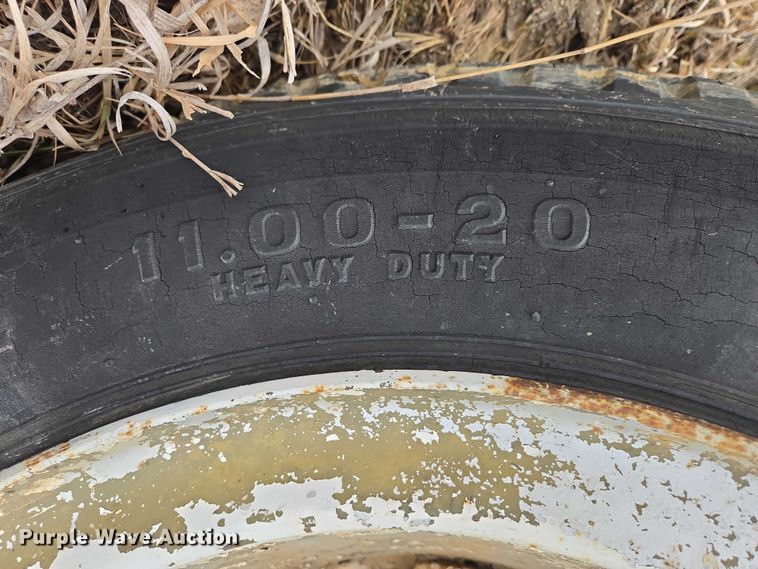 11.00-20
HEAVY DUTY
Purple Wave Auction